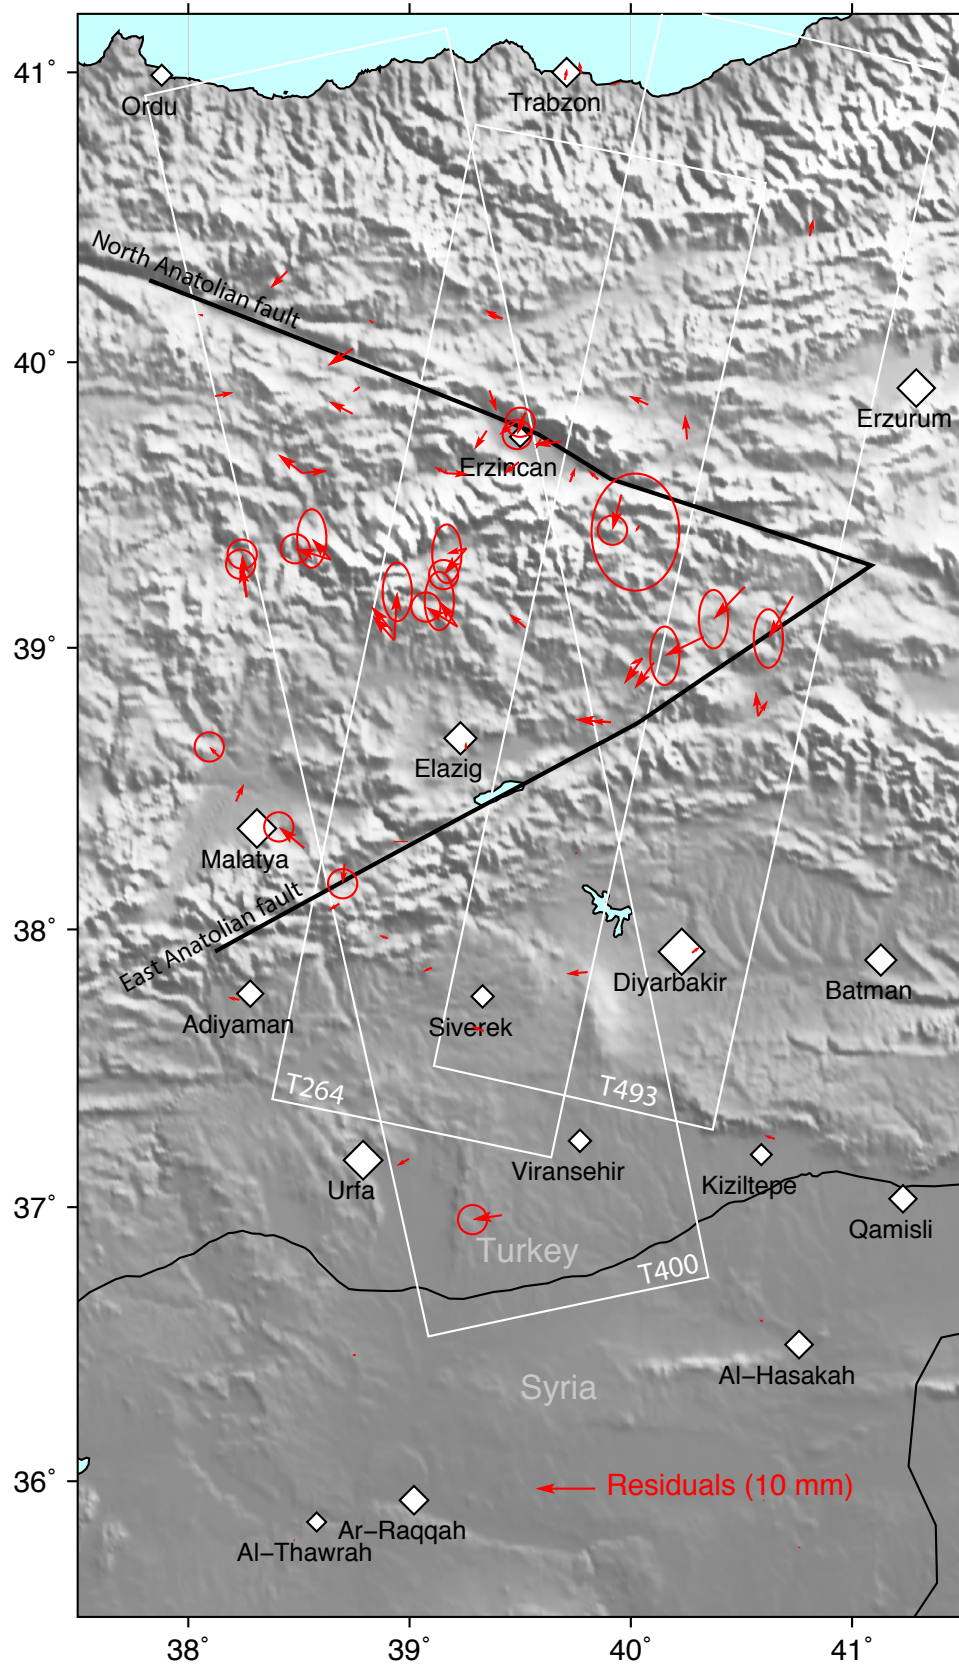 41°
Ordu
Trabzon
North Anatolian fault
40°
Erzurum
Erzincan
39°
Elazig
Malatya
38°
East Anatolian fault
Diyarbakir
Batman
Adiyaman
Siverek
T264
T493
Viransehir
Kiziltepe
Urfa
37°
Qamisli
Turkey
T400
Al-Hasakah
Syria
36°
Residuals (10 mm)
Ar-Raqqah
Al-Thawrah
38°
39°
40°
41°